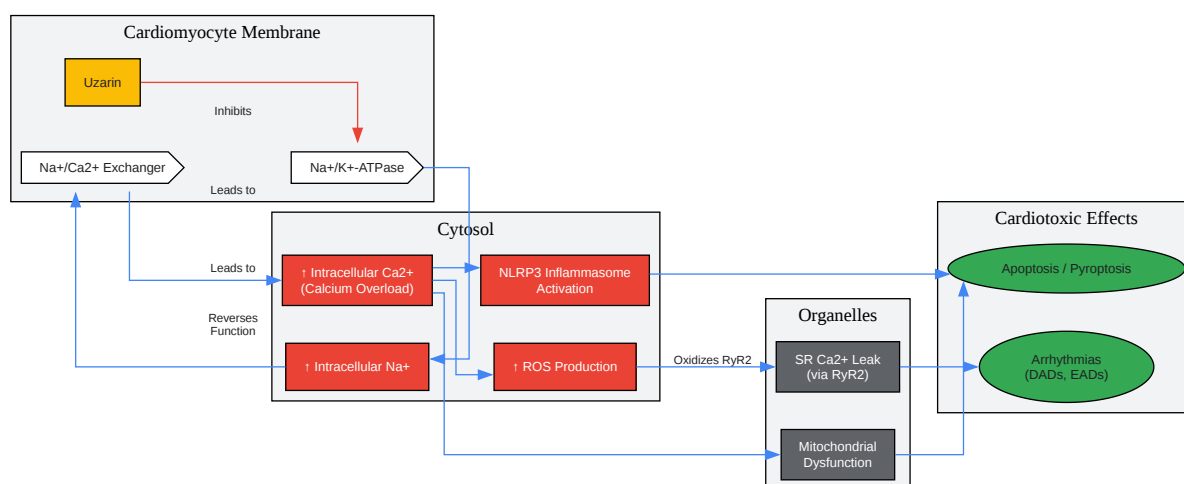 Cardiomyocyte Membrane
Uzarin
Inhibits
Na+/Ca2+ Exchanger
Na+/K+-ATPase
Leads to
Cytosol
Cardiotoxic Effects
Leads to
↑ Intracellular Ca2+
(Calcium Overload)
NLRP3 Inflammasome
Activation
Apoptosis / Pyroptosis
Reverses
Function
Organelles
↑ Intracellular Na+
↑ ROS Production
Oxidizes RyR2
SR Ca2+ Leak
(via RyR2)
Arrhythmias
(DADs, EADs)
Mitochondrial
Dysfunction